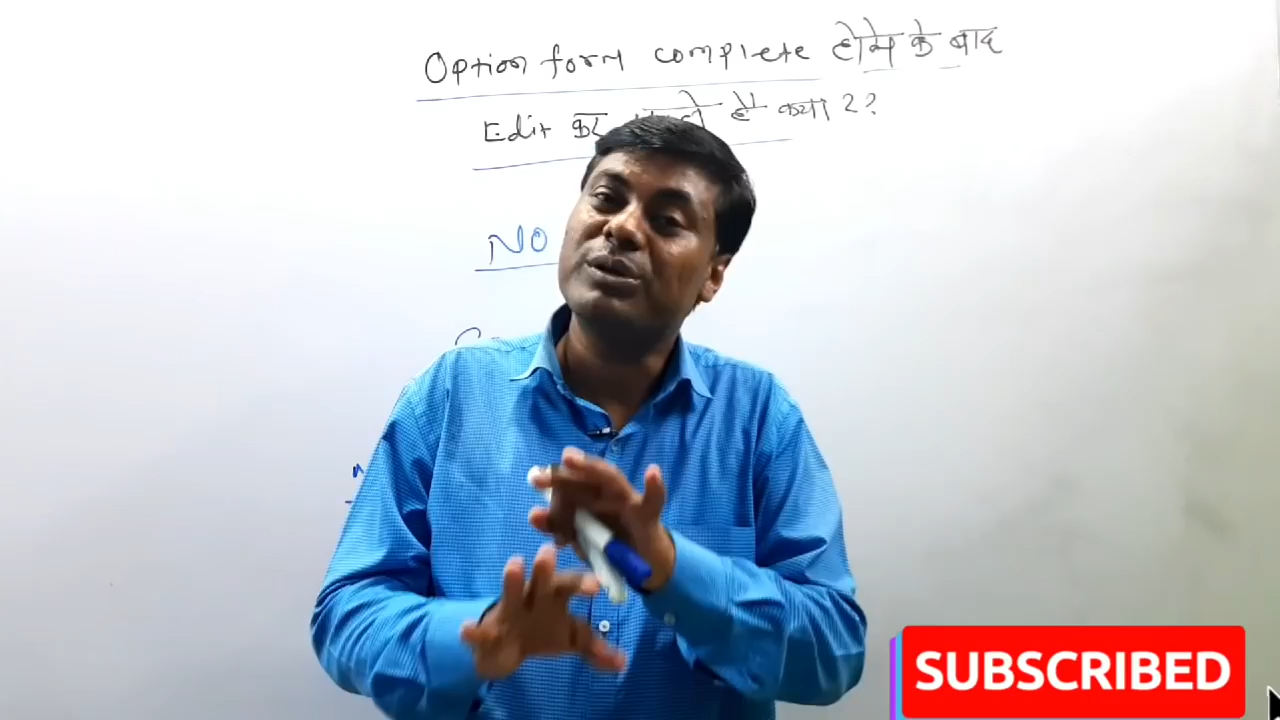 Option form complete होने के बाद
Edit कर है क्या ??
NO
SUBSCRIBED